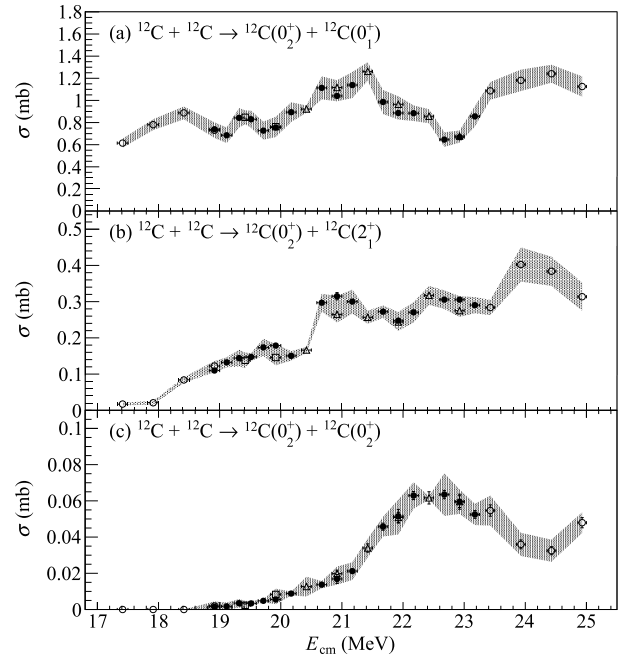 1.8
1.6
1.4
1.2
1
0.8
0.6
0.4
0.2
0
σ (mb)
(a) ¹²C + ¹²C → ¹²C(0₂⁺) + ¹²C(0₁⁺)
0.5
0.4
0.3
0.2
0.1
0
σ (mb)
(b) ¹²C + ¹²C → ¹²C(0₂⁺) + ¹²C(2₁⁺)
0.1
0.08
0.06
0.04
0.02
0
σ (mb)
(c) ¹²C + ¹²C → ¹²C(0₂⁺) + ¹²C(0₂⁺)
17 18 19 20 21 22 23 24 25
E_cm (MeV)